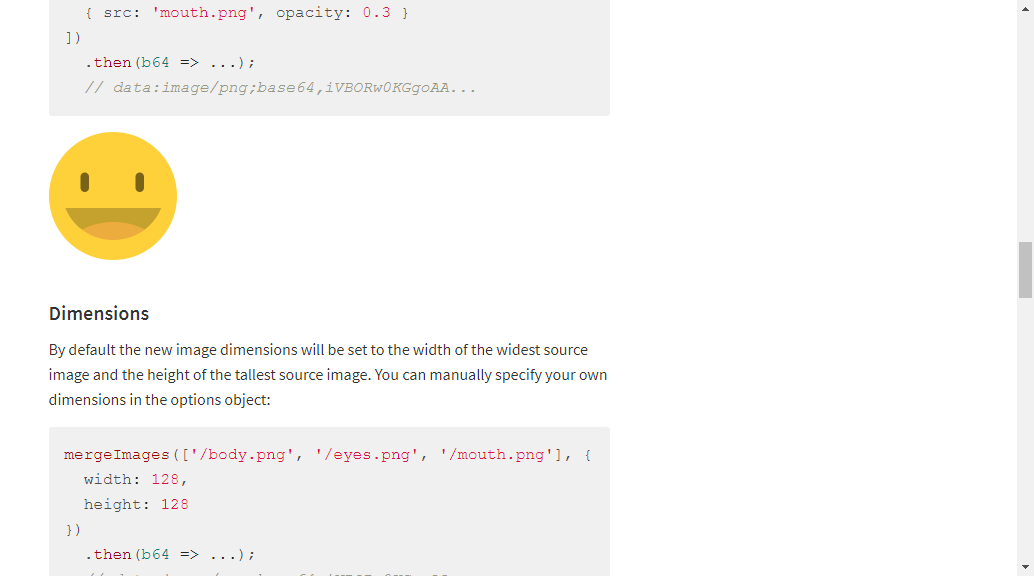 { src: 'mouth.png', opacity: 0.3 }
])
.then(b64 => ...);
// data:image/png;base64,iVBORw0KGgoAA...
Dimensions
By default the new image dimensions will be set to the width of the widest source
image and the height of the tallest source image. You can manually specify your own
dimensions in the options object:
mergeImages(['/body.png', '/eyes.png', '/mouth.png'], {
width: 128,
height: 128
})
.then(b64 => ...);